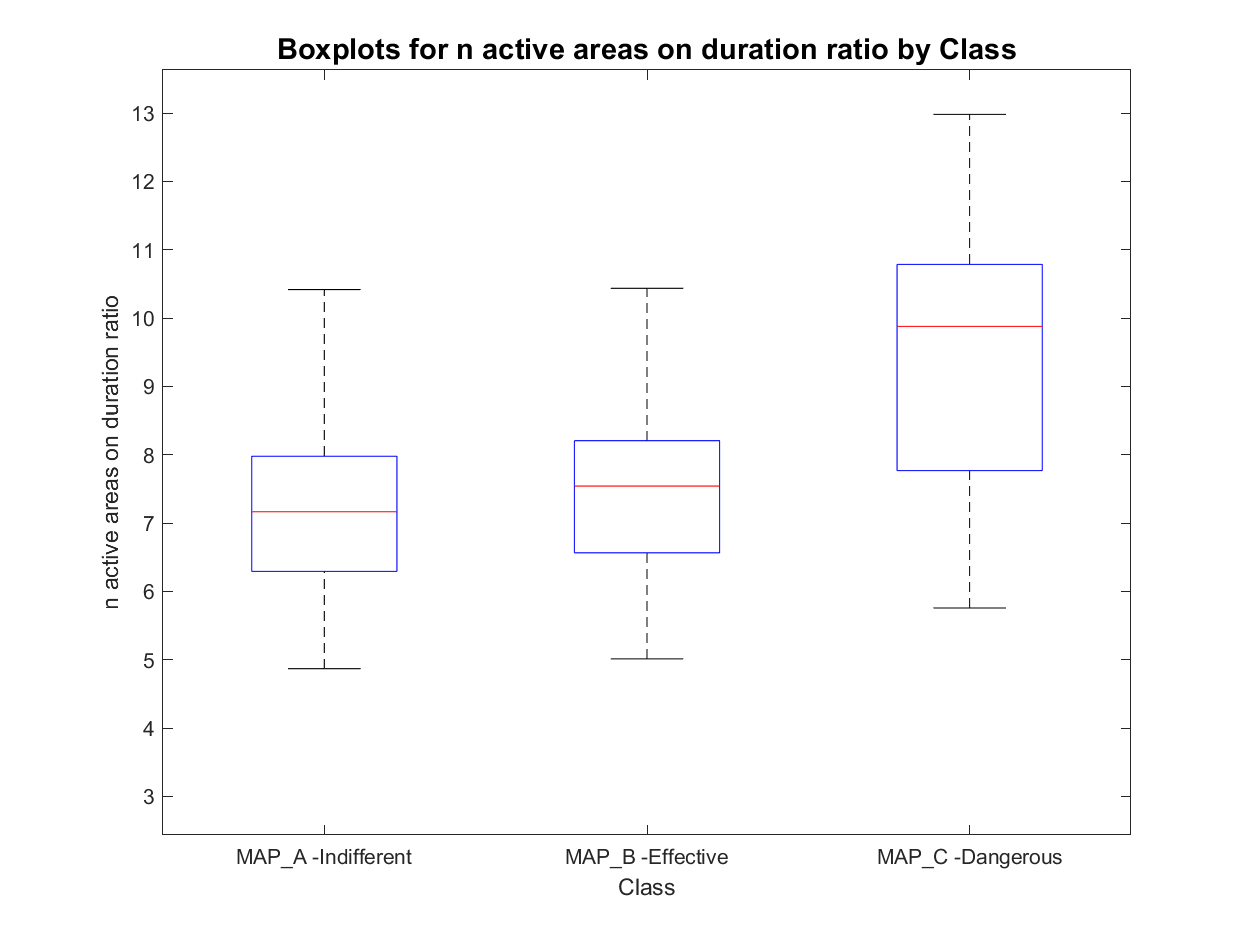 Boxplots for n active areas on duration ratio by Class
n active areas on duration ratio
13
12
11
10
9
8
7
6
5
4
3
MAP_A -Indifferent
MAP_B -Effective
MAP_C -Dangerous
Class